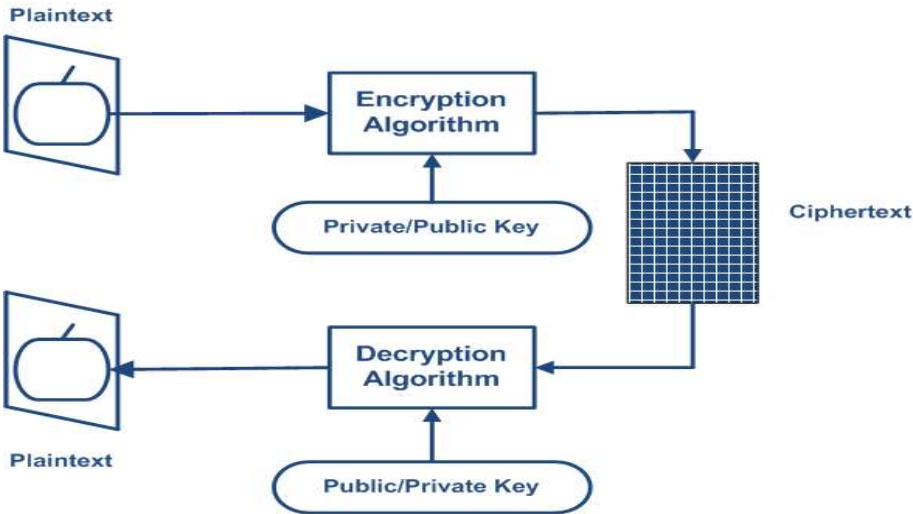 Plaintext
Encryption
Algorithm
Private/Public Key
Ciphertext
Decryption
Algorithm
Plaintext
Public/Private Key